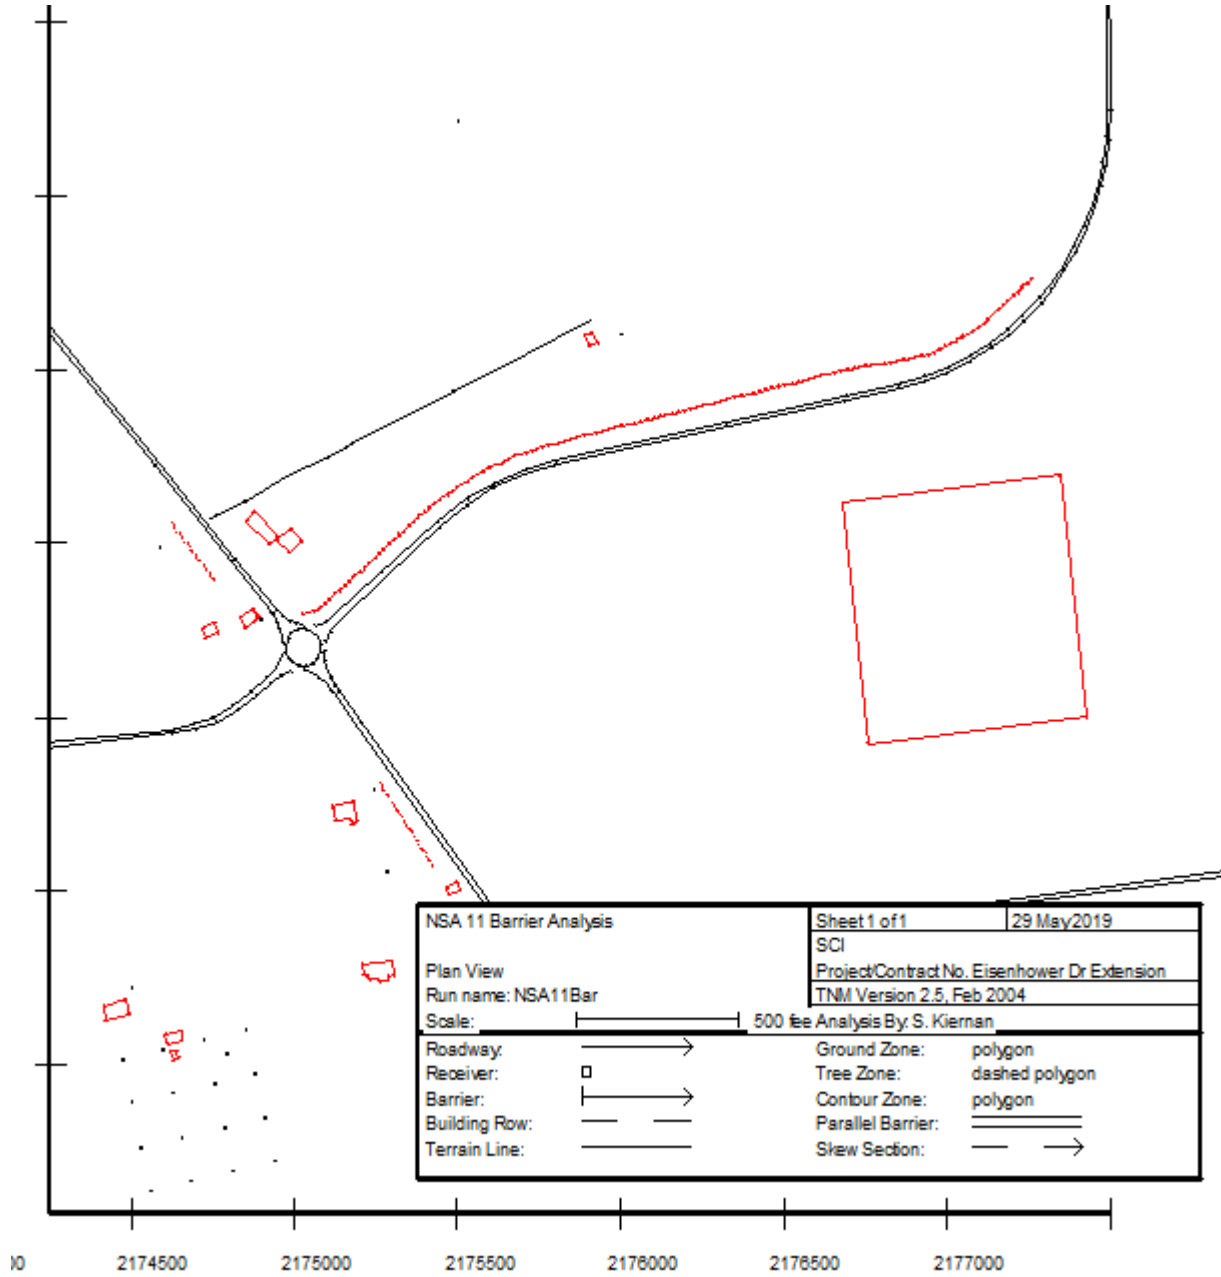 NSA 11 Barrier Analysis
Sheet 1 of 1
29 May 2019
SCI
Plan View
Project/Contract No. Eisenhower Dr Extension
Run name: NSA11Bar
TNM Version 2.5, Feb 2004
Scale:
500 fee
Analysis By: S. Kiernan
Roadway:
Ground Zone:
polygon
Receiver:
Tree Zone:
dashed polygon
Barrier:
Contour Zone:
polygon
Building Row:
Parallel Barrier:
Terrain Line:
Skew Section:
00 2174500 2175000 2175500 2176000 2176500 2177000